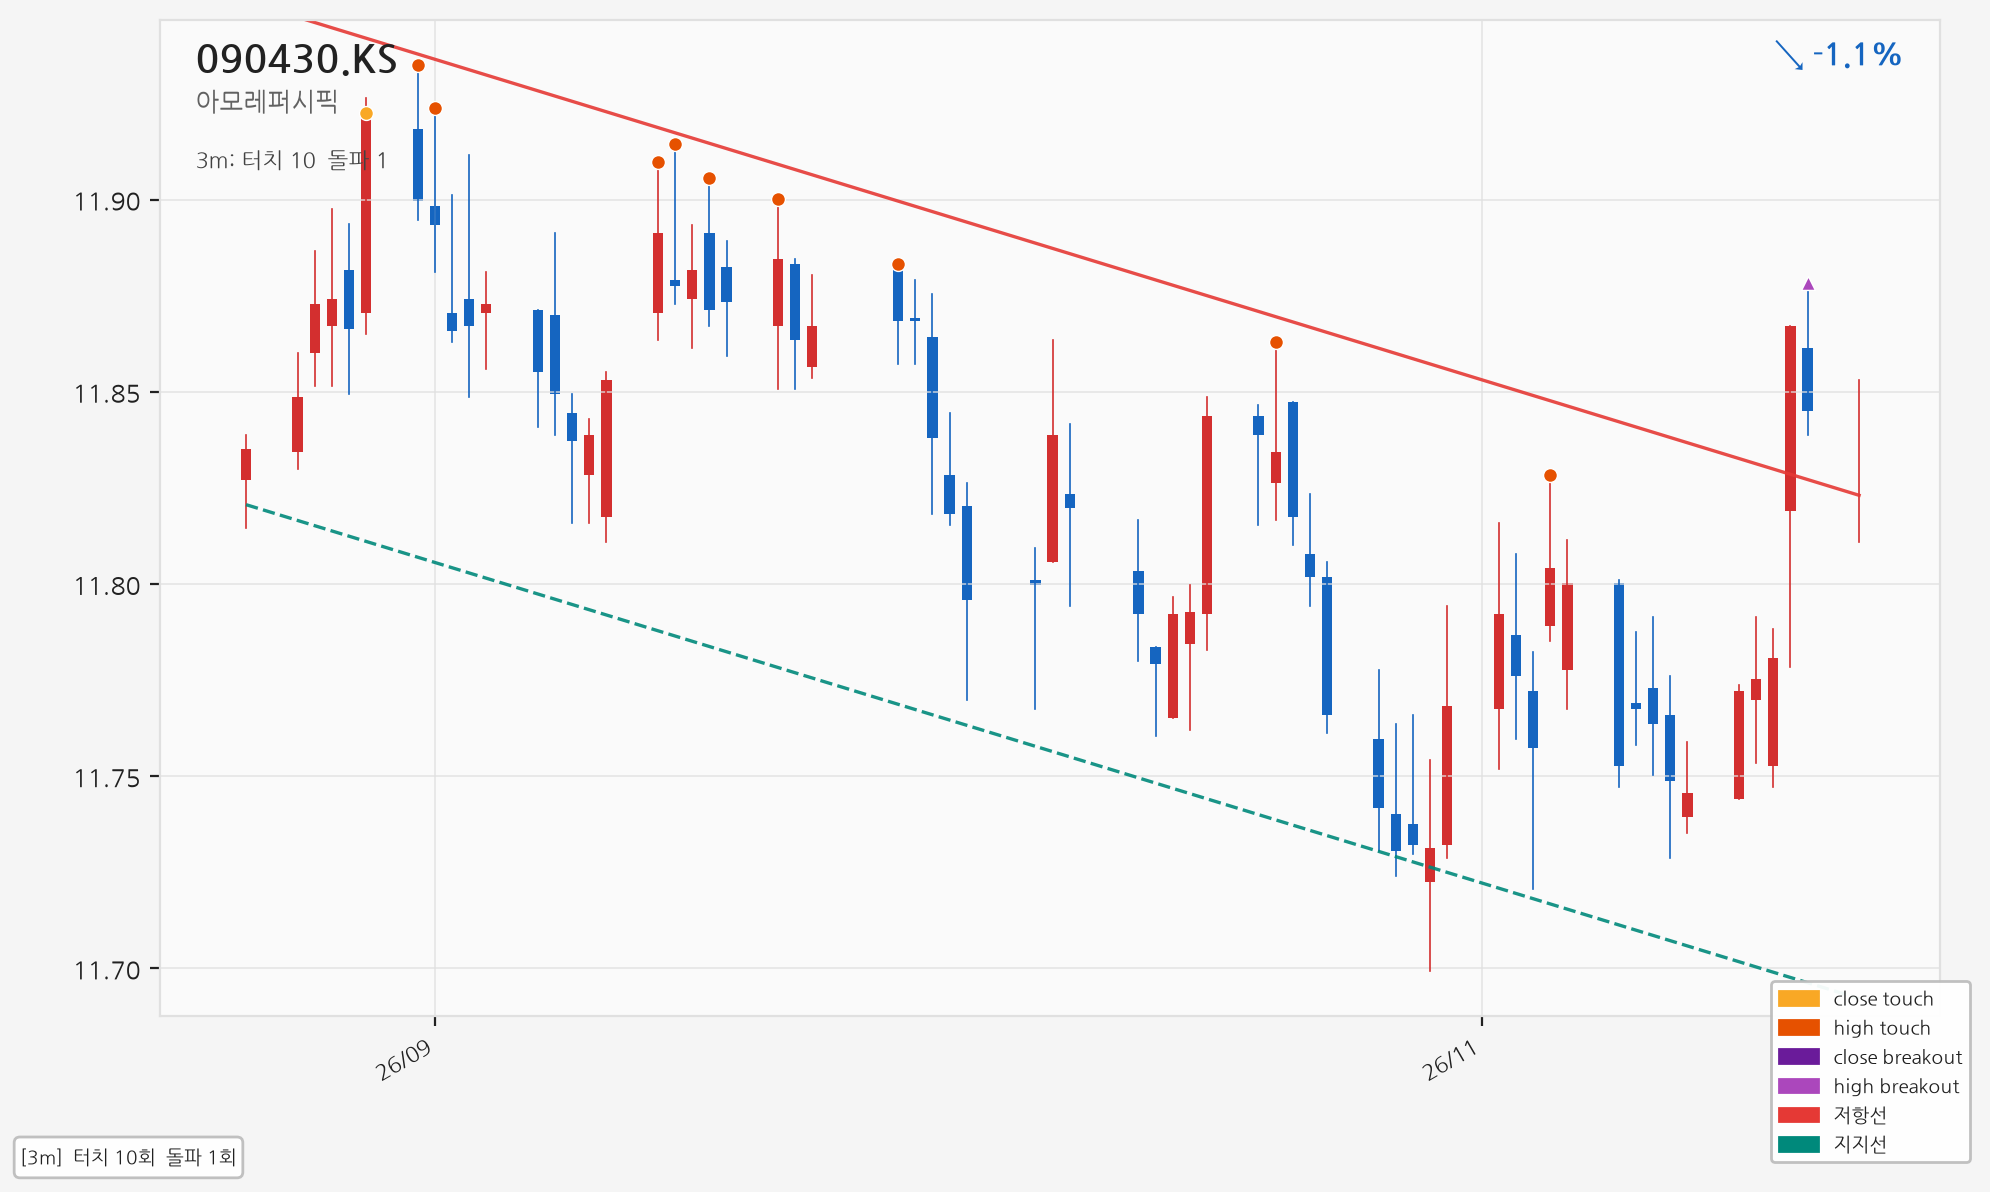 090430.KS
아모레퍼시픽
3m: 터치 10 돌파 1
-1.1%
11.90
11.85
11.80
11.75
11.70
26/09
26/11
close touch
high touch
close breakout
high breakout
저항선
지지선
[3m] 터치 10회 돌파 1회